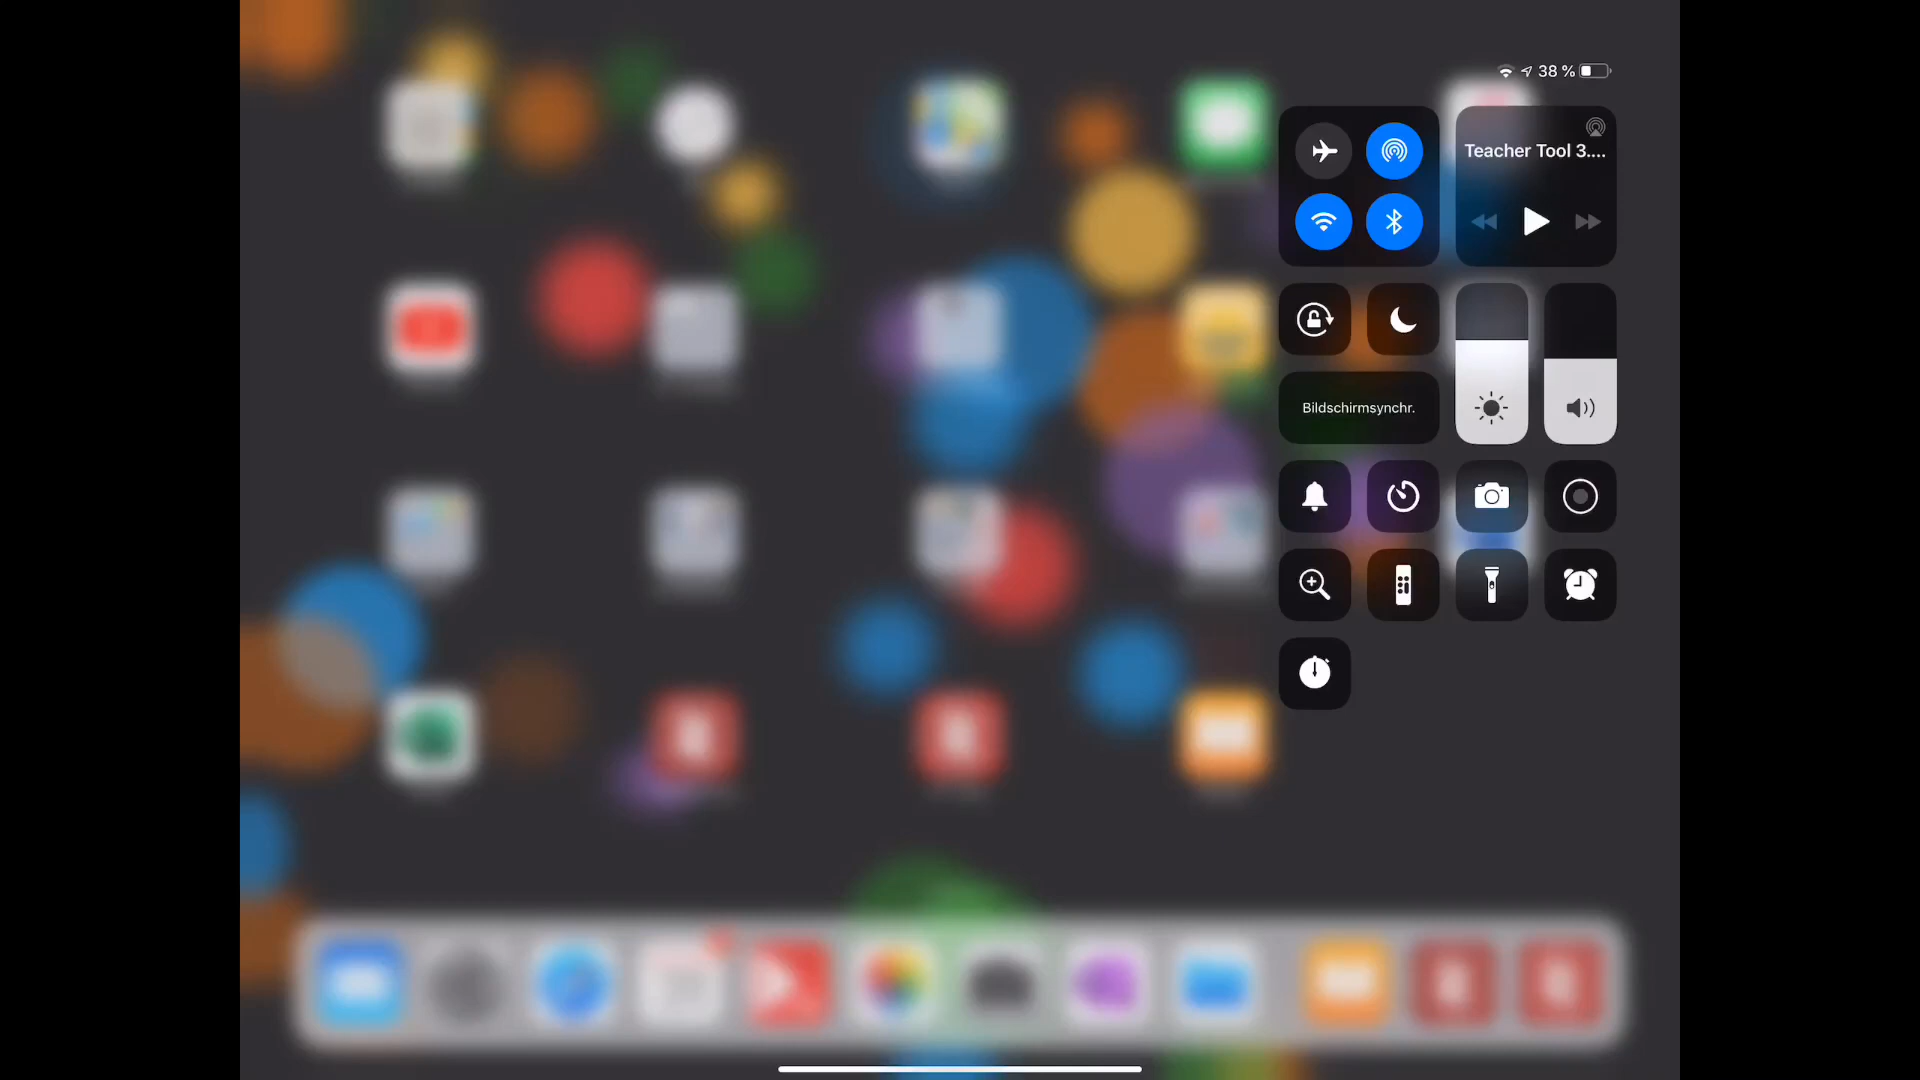 38 %
Teacher Tool 3....
Bildschirmsynchr.